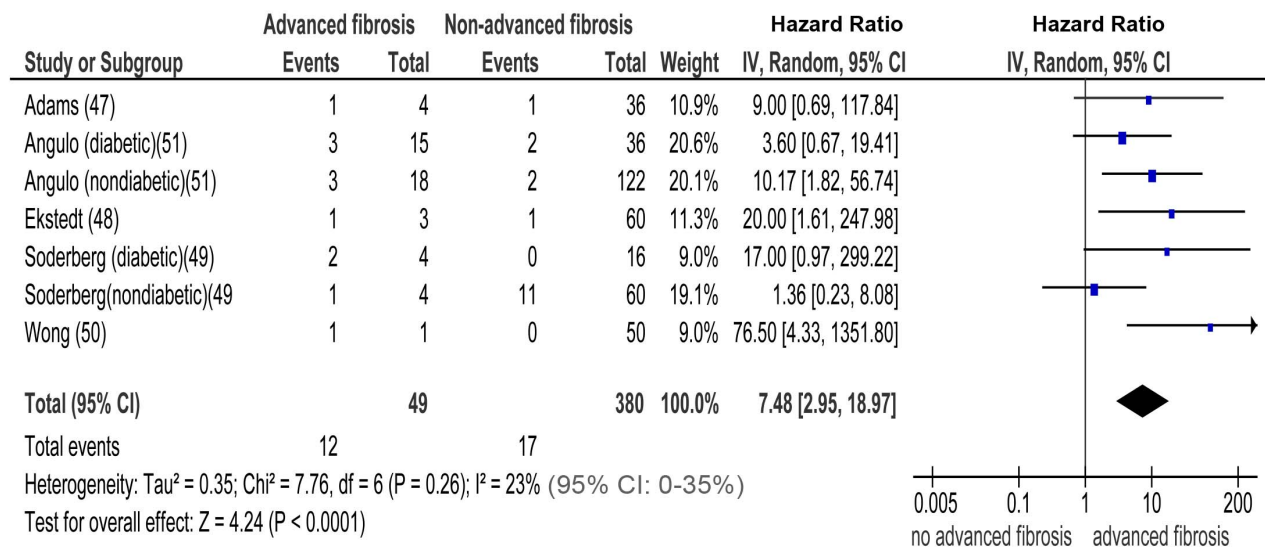 Advanced fibrosis Non-advanced fibrosis Hazard Ratio Hazard Ratio
Study or Subgroup Events Total Events Total Weight IV, Random, 95% CI IV, Random, 95% CI
Adams (47) 1 4 1 36 10.9% 9.00 [0.69, 117.84]
Angulo (diabetic)(51) 3 15 2 36 20.6% 3.60 [0.67, 19.41]
Angulo (nondiabetic)(51) 3 18 2 122 20.1% 10.17 [1.82, 56.74]
Ekstedt (48) 1 3 1 60 11.3% 20.00 [1.61, 247.98]
Soderberg (diabetic)(49) 2 4 0 16 9.0% 17.00 [0.97, 299.22]
Soderberg(nondiabetic)(49 1 4 11 60 19.1% 1.36 [0.23, 8.08]
Wong (50) 1 1 0 50 9.0% 76.50 [4.33, 1351.80]
Total (95% CI) 49 380 100.0% 7.48 [2.95, 18.97]
Total events 12 17
Heterogeneity: Tau² = 0.35; Chi² = 7.76, df = 6 (P = 0.26); I² = 23% (95% CI: 0-35%)
Test for overall effect: Z = 4.24 (P < 0.0001)
0.005 0.1 1 10 200
no advanced fibrosis advanced fibrosis